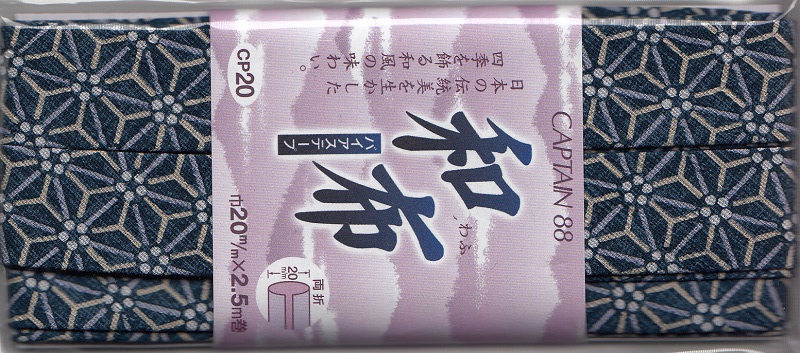 CAPTAIN 88
和布
わふ
バイアステープ
日本の伝統美を生かした
四季を飾る和風の味わい。
CP20
巾20m/m×2.5m巻
両折
20
mm